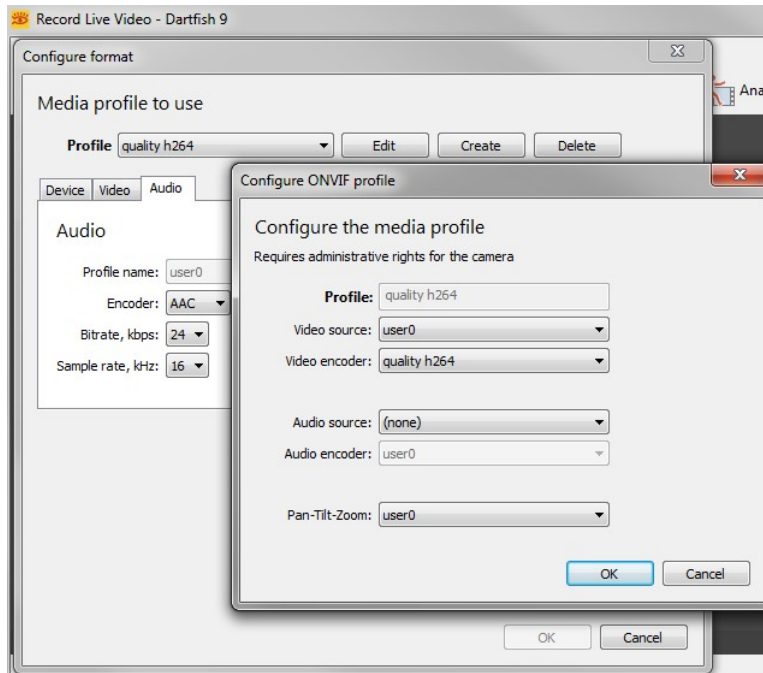 Record Live Video - Dartfish 9
Configure format
Media profile to use
Profile quality h264 Edit Create Delete
Device Video Audio
Audio
Profile name: user0
Encoder: AAC
Bitrate, kbps: 24
Sample rate, kHz: 16
OK Cancel
Ana
Configure ONVIF profile
Configure the media profile
Requires administrative rights for the camera
Profile: quality h264
Video source: user0
Video encoder: quality h264
Audio source: (none)
Audio encoder: user0
Pan-Tilt-Zoom: user0
OK Cancel